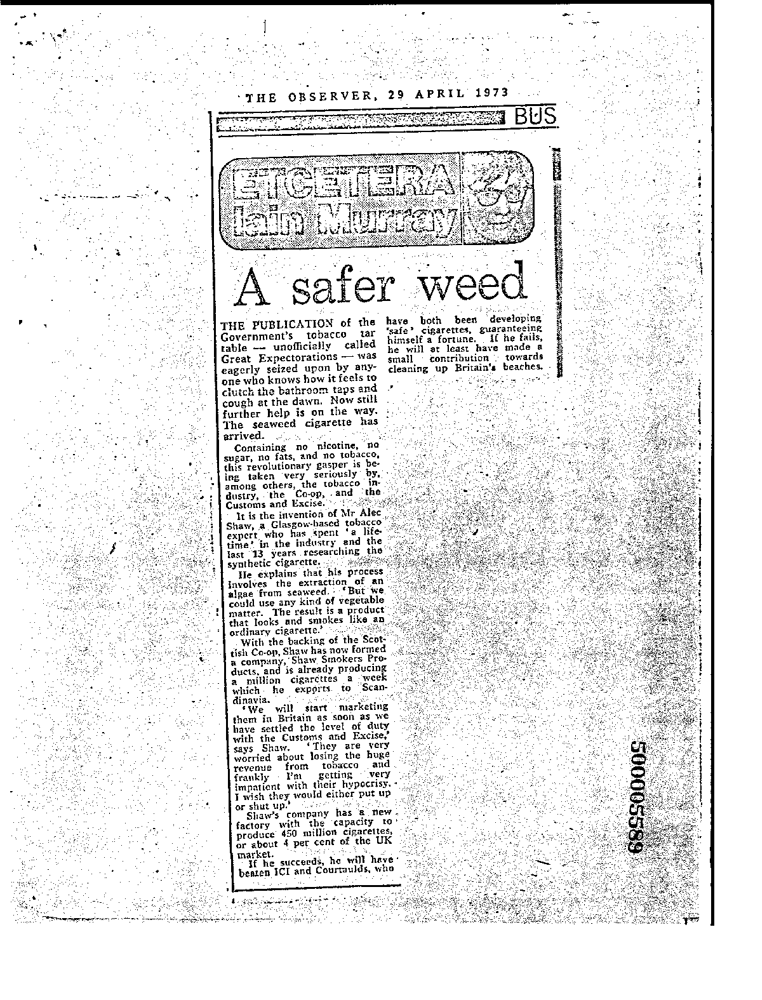 THE OBSERVER, 29 APRIL 1973
BUS
ETCETERA
Iain Murray
A safer weed
THE PUBLICATION of the
Government's tobacco tar
table — unofficially called
Great Expectorations — was
eagerly seized upon by any-
one who knows how it feels to
clutch the bathroom taps and
cough at the dawn. Now still
further help is on the way.
The seaweed cigarette has
arrived.
Containing no nicotine, no
sugar, no fats, and no tobacco,
this revolutionary gasper is be-
ing taken very seriously by,
among others, the tobacco in-
dustry, the Co-op, and the
Customs and Excise.
It is the invention of Mr Alec
Shaw, a Glasgow-based tobacco
expert who has spent 'a life-
time' in the industry and the
last 13 years researching the
synthetic cigarette.
He explains that his process
involves the extraction of an
algae from seaweed. 'But we
could use any kind of vegetable
matter. The result is a product
that looks and smokes like an
ordinary cigarette.'
With the backing of the Scot-
tish Co-op, Shaw has now formed
a company, Shaw Smokers Pro-
ducts, and is already producing
a million cigarettes a week
which he exports to Scan-
dinavia.
'We will start marketing
them in Britain as soon as we
have settled the level of duty
with the Customs and Excise,'
says Shaw. 'They are very
worried about losing the huge
revenue from tobacco and
frankly I'm getting very
impatient with their hypocrisy.
I wish they would either put up
or shut up.'
Shaw's company has a new
factory with the capacity to
produce 450 million cigarettes,
or about 4 per cent of the UK
market.
If he succeeds, he will have
beaten ICI and Courtaulds, who
have both been developing
'safe' cigarettes, guaranteeing
himself a fortune. If he fails,
he will at least have made a
small contribution towards
cleaning up Britain's beaches.
500005589